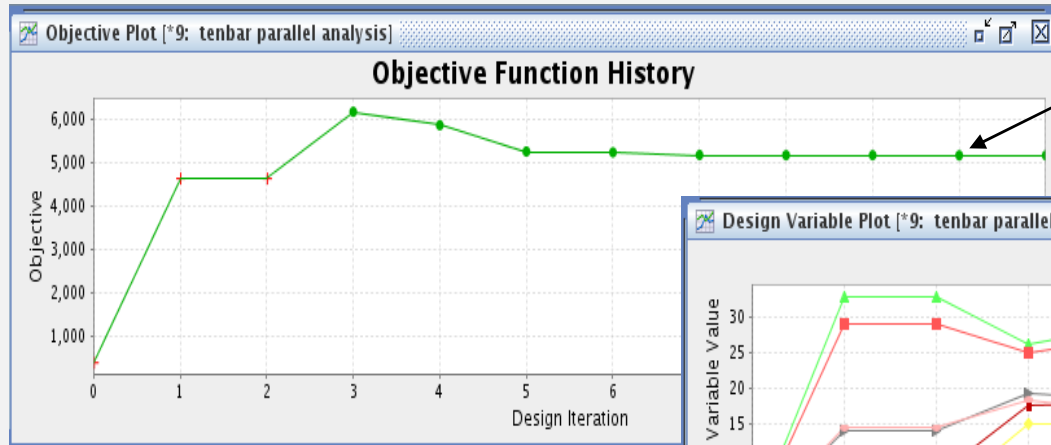 Objective Plot [*9: tenbar parallel analysis]
Objective Function History
6,000
5,000
4,000
3,000
2,000
1,000
Objective
0 1 2 3 4 5 6
Design Iteration
Design Variable Plot [*9: tenbar parallel
30
25
20
15
Variable Value